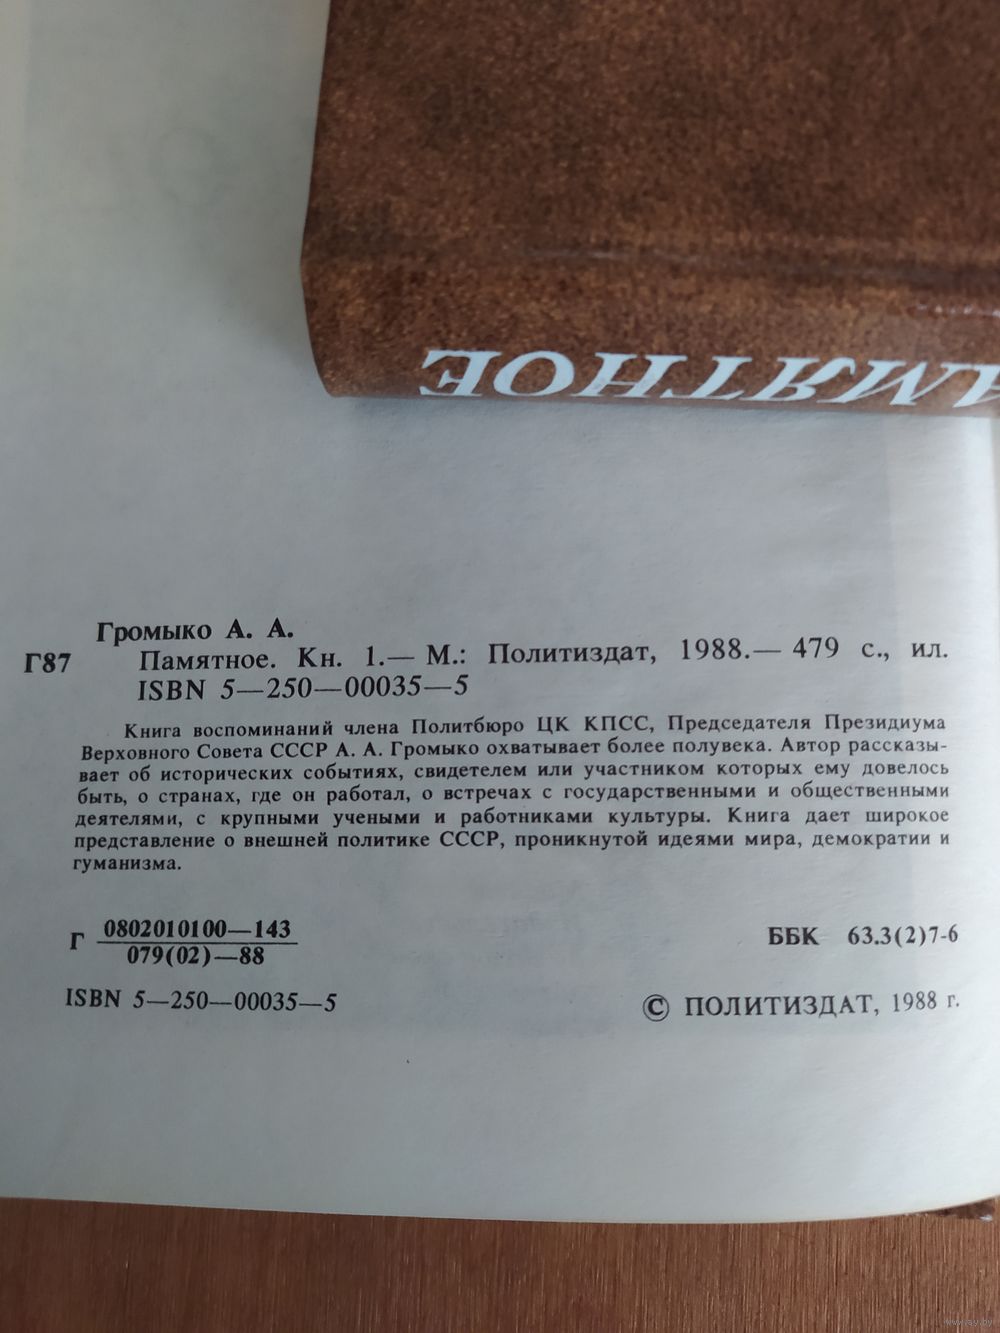 АМЯТНОЕ
Громыко А. А.
Г87 Памятное. Кн. 1.— М.: Политиздат, 1988.— 479 с., ил.
ISBN 5—250—00035—5
Книга воспоминаний члена Политбюро ЦК КПСС, Председателя Президиума
Верховного Совета СССР А. А. Громыко охватывает более полувека. Автор рассказы-
вает об исторических событиях, свидетелем или участником которых ему довелось
быть, о странах, где он работал, о встречах с государственными и общественными
деятелями, с крупными учеными и работниками культуры. Книга дает широкое
представление о внешней политике СССР, проникнутой идеями мира, демократии и
гуманизма.
Г 0802010100—143
079(02)—88
ББК 63.3(2)7-6
ISBN 5—250—00035—5
© ПОЛИТИЗДАТ, 1988 г.
www.ay.by